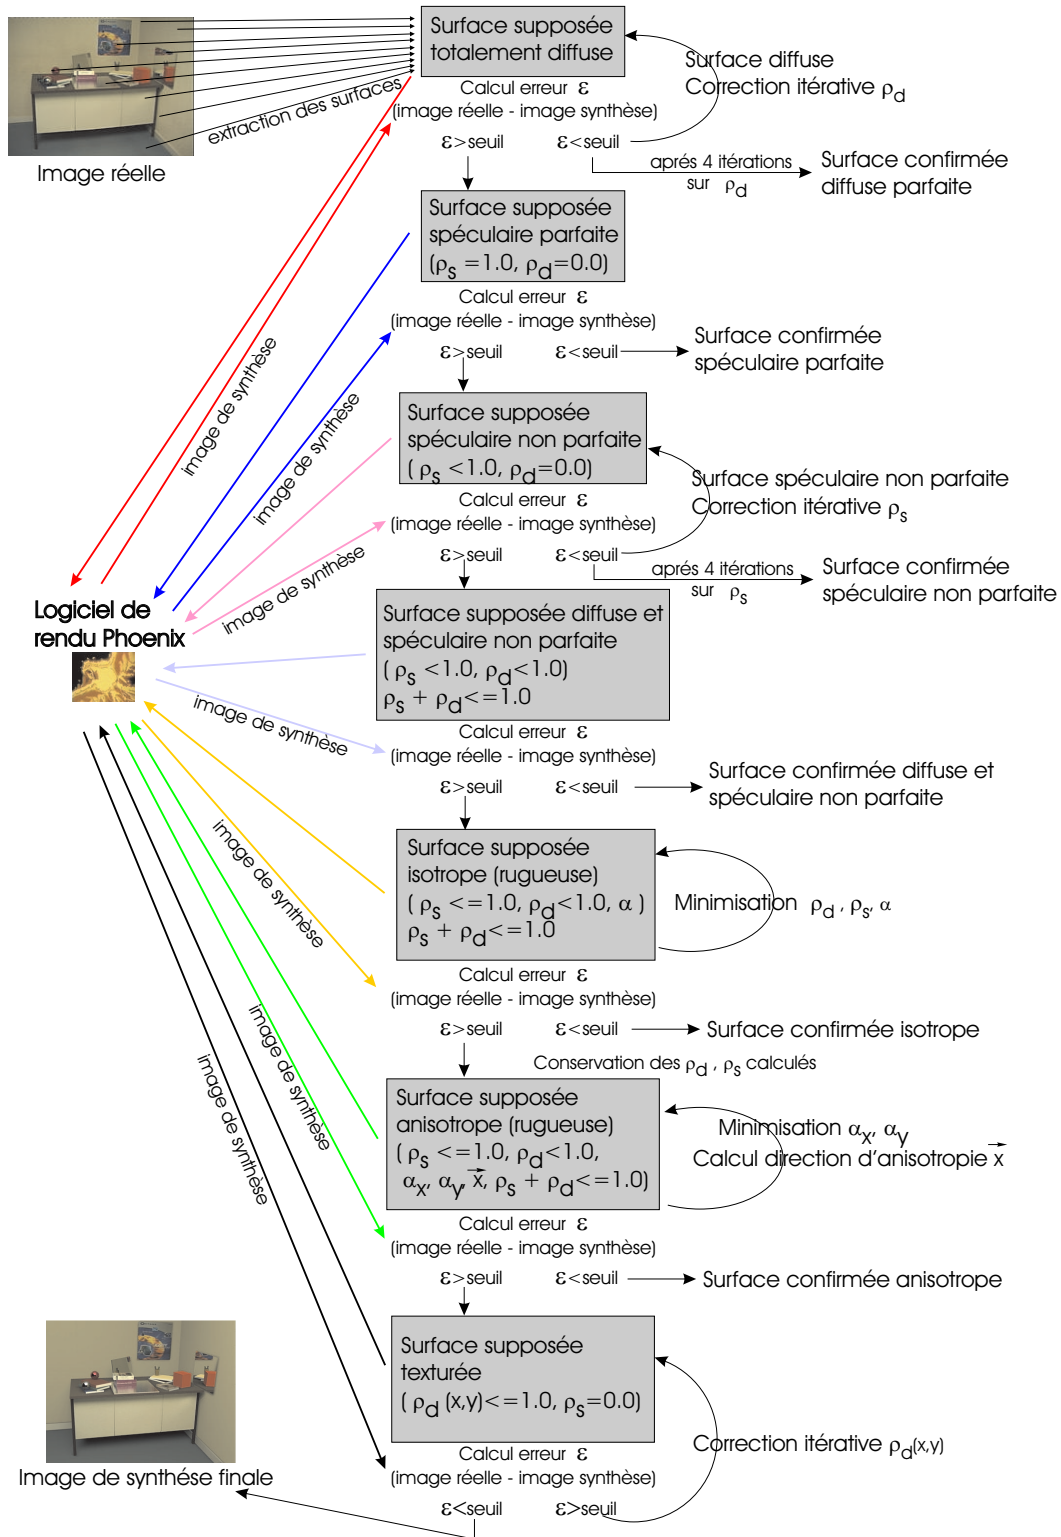 Surface supposée
totalement diffuse
Surface diffuse
Correction itérative ρd
Calcul erreur ε
(image réelle - image synthèse)
extraction des surfaces
Image réelle
ε>seuil
ε<seuil
aprés 4 itérations
sur ρd
Surface confirmée
diffuse parfaite
Surface supposée
spéculaire parfaite
(ρs =1.0, ρd=0.0)
Calcul erreur ε
(image réelle - image synthèse)
image de synthèse
ε>seuil
ε<seuil
Surface confirmée
spéculaire parfaite
image de synthèse
Surface supposée
spéculaire non parfaite
( ρs <1.0, ρd=0.0)
Surface spéculaire non parfaite
Correction itérative ρs
Calcul erreur ε
(image réelle - image synthèse)
image de synthèse
ε>seuil
ε<seuil
aprés 4 itérations
sur ρs
Surface confirmée
spéculaire non parfaite
Logiciel de
rendu Phoenix
Surface supposée diffuse et
spéculaire non parfaite
( ρs <1.0, ρd<1.0)
ρs + ρd<=1.0
image de synthèse
Calcul erreur ε
(image réelle - image synthèse)
ε>seuil
ε<seuil
Surface confirmée diffuse et
spéculaire non parfaite
image de synthèse
Surface supposée
isotrope (rugueuse)
( ρs <=1.0, ρd<1.0, α )
ρs + ρd<=1.0
Minimisation ρd , ρs, α
Calcul erreur ε
(image réelle - image synthèse)
ε>seuil
ε<seuil
Surface confirmée isotrope
Conservation des ρd , ρs calculés
image de synthèse
image de synthèse
Surface supposée
anisotrope (rugueuse)
( ρs <=1.0, ρd<1.0,
αx, αy, x, ρs + ρd<=1.0)
Minimisation αx, αy
Calcul direction d'anisotropie x
Calcul erreur ε
(image réelle - image synthèse)
ε>seuil
ε<seuil
Surface confirmée anisotrope
Surface supposée
texturée
( ρd (x,y)<=1.0, ρs=0.0)
Correction itérative ρd(x,y)
Calcul erreur ε
(image réelle - image synthèse)
ε<seuil
ε>seuil
Image de synthése finale